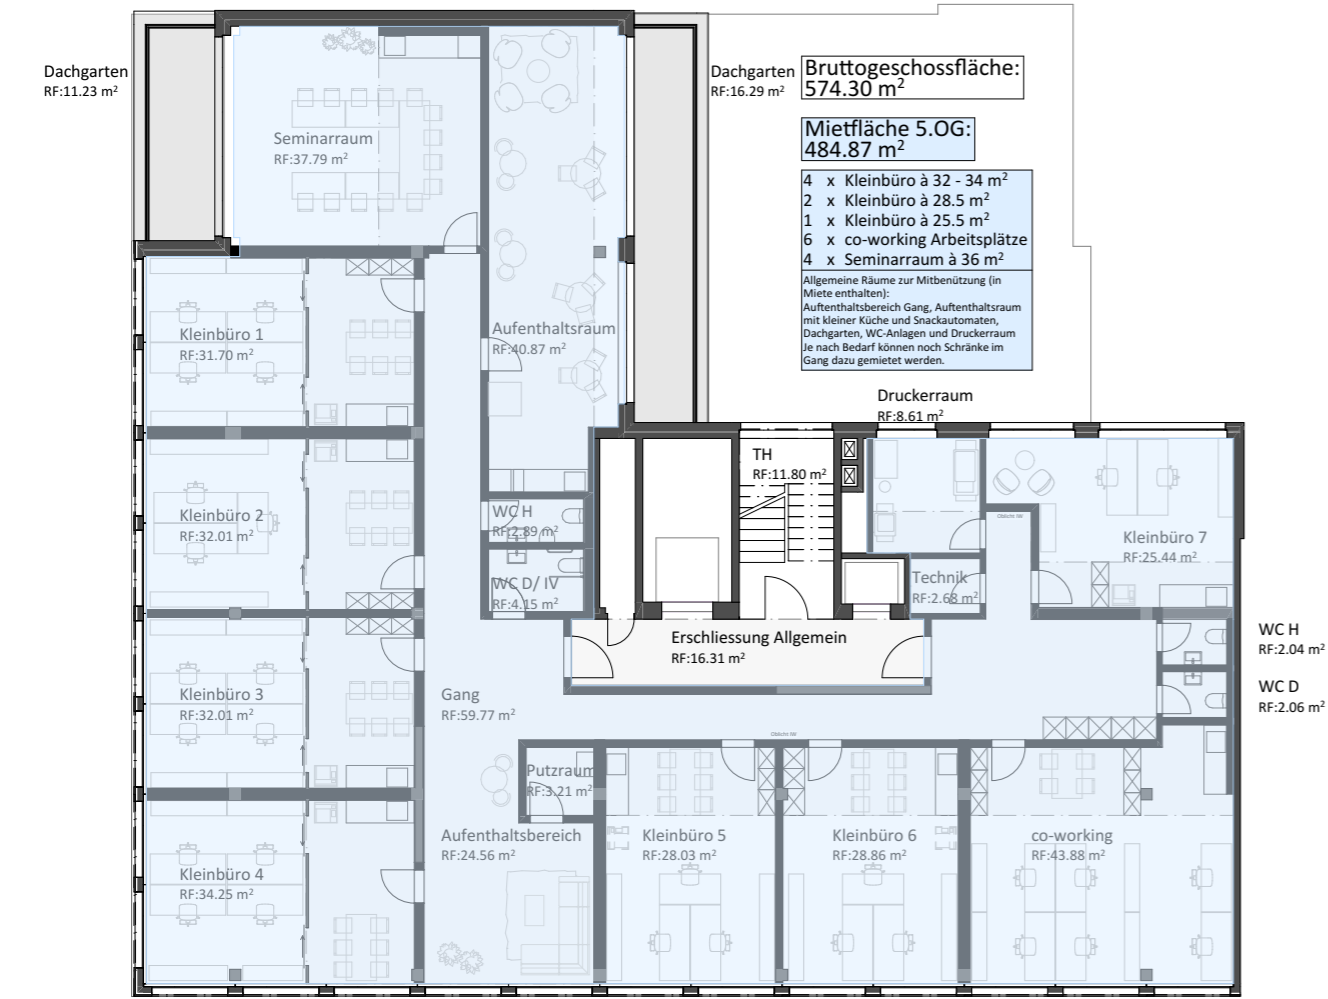 Dachgarten
RF:11.23 m²
Dachgarten
RF:16.29 m²
Bruttogeschossfläche:
574.30 m²
Mietfläche 5.OG:
484.87 m²
4 x Kleinbüro à 32 - 34 m²
2 x Kleinbüro à 28.5 m²
1 x Kleinbüro à 25.5 m²
6 x co-working Arbeitsplätze
4 x Seminarraum à 36 m²
Allgemeine Räume zur Mitbenützung (in
Miete enthalten):
Auftenthaltsbereich Gang, Auftenthaltsraum
mit kleiner Küche und Snackautomaten,
Dachgarten, WC-Anlagen und Druckerraum
Je nach Bedarf können noch Schränke im
Gang dazu gemietet werden.
Seminarraum
RF:37.79 m²
Kleinbüro 1
RF:31.70 m²
Aufenthaltsraum
RF:40.87 m²
Druckerraum
RF:8.61 m²
TH
RF:11.80 m²
Kleinbüro 2
RF:32.01 m²
WC H
RF:2.89 m²
Oblicht IW
Kleinbüro 7
RF:25.44 m²
WC D/ IV
RF:4.15 m²
Technik
RF:2.68 m²
Erschliessung Allgemein
RF:16.31 m²
WC H
RF:2.04 m²
WC D
RF:2.06 m²
Kleinbüro 3
RF:32.01 m²
Gang
RF:59.77 m²
Oblicht IW
Putzraum
RF:3.21 m²
Aufenthaltsbereich
RF:24.56 m²
Kleinbüro 5
RF:28.03 m²
Kleinbüro 6
RF:28.86 m²
co-working
RF:43.88 m²
Kleinbüro 4
RF:34.25 m²